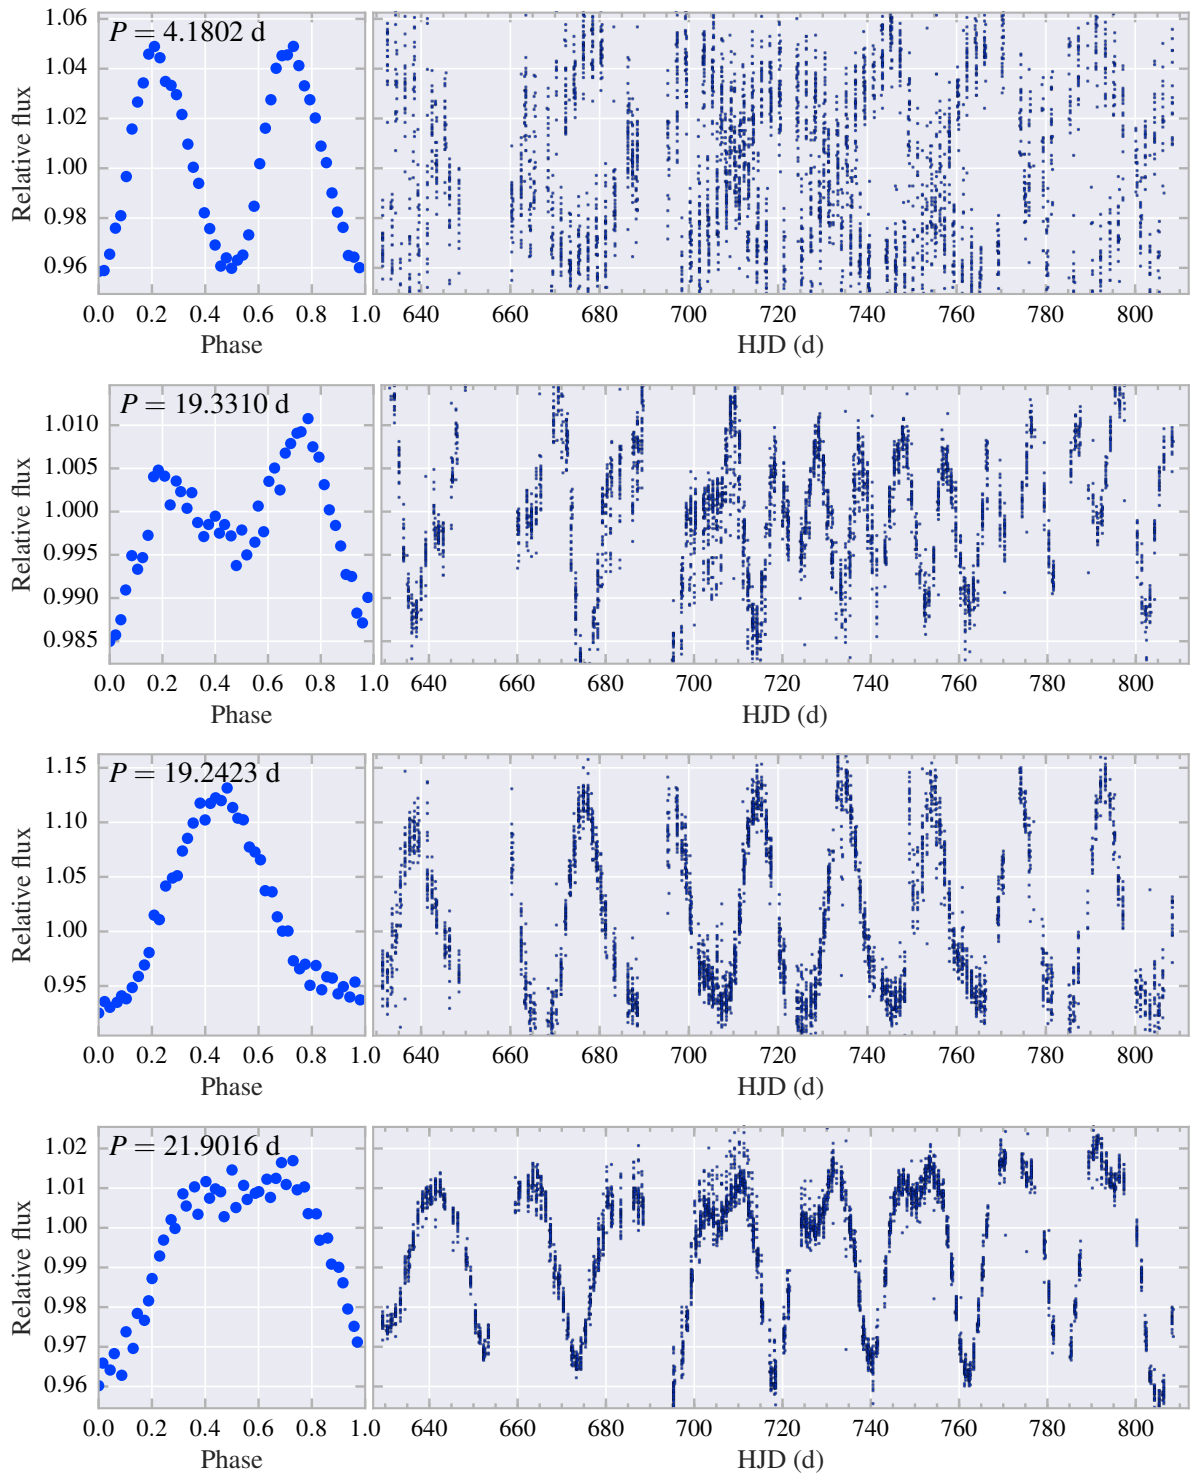 P = 4.1802 d
Relative flux
1.06
1.04
1.02
1.00
0.98
0.96
0.0 0.2 0.4 0.6 0.8 1.0
640 660 680 700 720 740 760 780 800
Phase
HJD (d)
P = 19.3310 d
Relative flux
1.010
1.005
1.000
0.995
0.990
0.985
0.0 0.2 0.4 0.6 0.8 1.0
640 660 680 700 720 740 760 780 800
Phase
HJD (d)
P = 19.2423 d
Relative flux
1.15
1.10
1.05
1.00
0.95
0.0 0.2 0.4 0.6 0.8 1.0
640 660 680 700 720 740 760 780 800
Phase
HJD (d)
P = 21.9016 d
Relative flux
1.02
1.01
1.00
0.99
0.98
0.97
0.96
0.0 0.2 0.4 0.6 0.8 1.0
640 660 680 700 720 740 760 780 800
Phase
HJD (d)